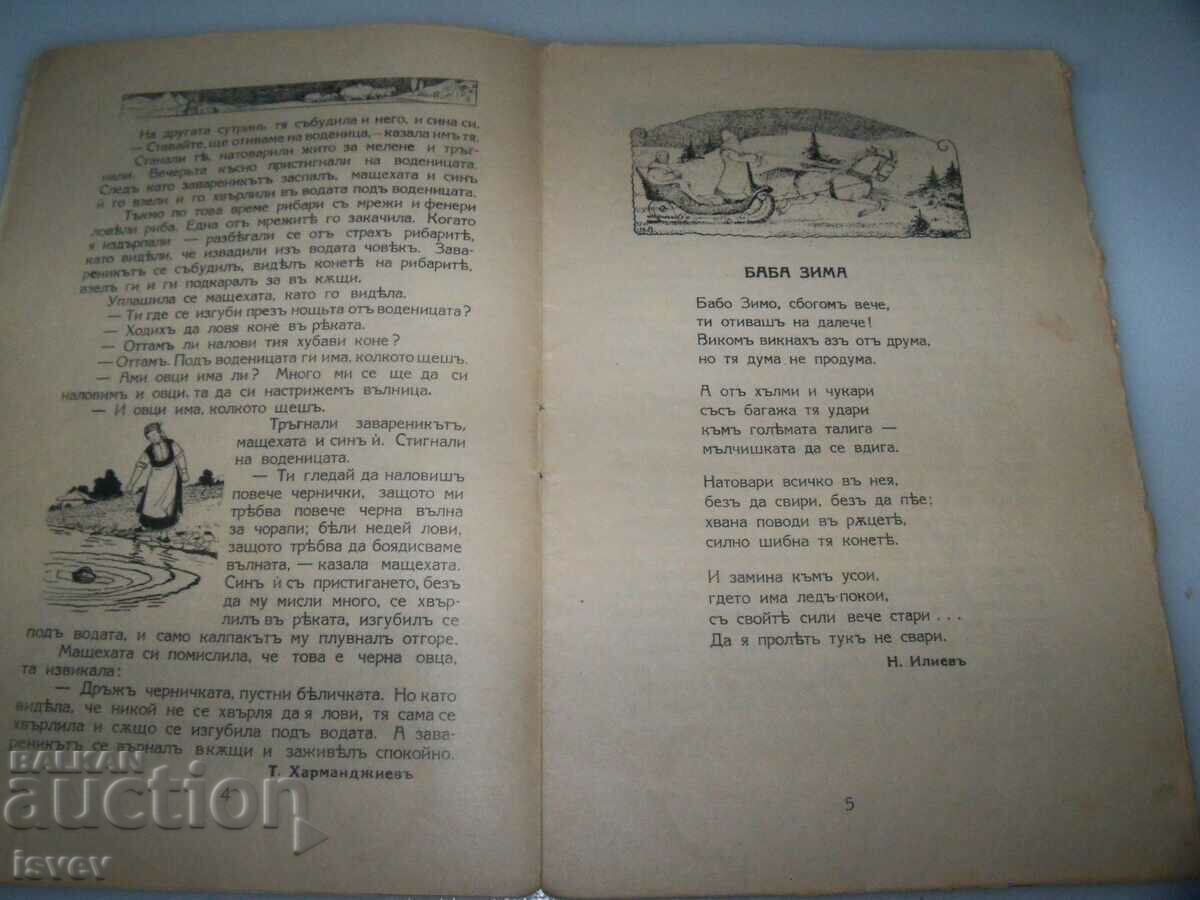 На другата сутринь тя събудила и него, и сина си.
— Ставайте, ще отиваме на воденица, — казала имъ тя.
Станали тѣ, натоварили жито за мелене и тръг-
нали. Вечерьта късно пристигнали на воденицата.
Следъ като завареникътъ заспалъ, мащехата и синъ
ѝ го взели и го хвърлили въ водата подъ воденицата.
Тъкмо по това време рибари съ мрежи и фенери
ловѣли риба. Една отъ мрежитѣ го закачила. Когато
я издърпали — разбѣгали се отъ страхъ рибаритѣ,
като видѣли, че извадили изъ водата човѣкъ. Зава-
реникътъ се събудилъ, видѣлъ конетѣ на рибаритѣ,
взелъ ги и ги подкаралъ за въ кѫщи.
Уплашила се мащехата, като го видѣла.
— Ти где се изгуби презъ нощьта отъ воденицата?
— Ходихъ да ловя коне въ рѣката.
— Оттамъ ли налови тия хубави коне?
— Оттамъ. Подъ воденицата ги има, колкото щешъ.
— Ами овци има ли? Много ми се ще да си
наловимъ и овци, та да си настрижемъ вълница.
— И овци има, колкото щешъ.
Тръгнали завареникътъ,
мащехата и синъ ѝ. Стигнали
на воденицата.
— Ти гледай да наловишъ
повече чернички, защото ми
трѣбва повече черна вълна
за чорапи; бѣли недей лови,
защото трѣбва да боядисваме
вълната, — казала мащехата.
Синъ ѝ съ пристигането, безъ
да му мисли много, се хвър-
лилъ въ рѣката, изгубилъ се
подъ водата, и само калпакътъ му плувналъ отгоре.
Мащехата си помислила, че това е черна овца,
та извикала:
— Дръжъ черничката, пустни бѣличката. Но като
видѣла, че никой не се хвърля да я лови, тя сама се
хвърлила и сѫщо се изгубила подъ водата. А зава-
реникътъ се върналъ вкѫщи и заживѣлъ спокойно.
Т. Харманджиевъ
4
БАБА ЗИМА
Бабо Зимо, сбогомъ вече,
ти отивашъ на далече!
Викомъ викнахъ азъ отъ друма,
но тя дума не продума.
А отъ хълми и чукари
със​ъ багажа тя удари
къмъ голѣмата талига —
мълчишката да се вдига.
Натовари всичко въ нея,
безъ да свири, безъ да пѣе;
хвана поводи въ рѫцетѣ,
силно шибна тя конетѣ.
И замина къмъ усои,
гдето има ледъ-покои,
съ свойтѣ сили вече стари . . .
Да я пролѣть тукъ не свари.
Н. Илиевъ
5
BALKAN
auction
isvev